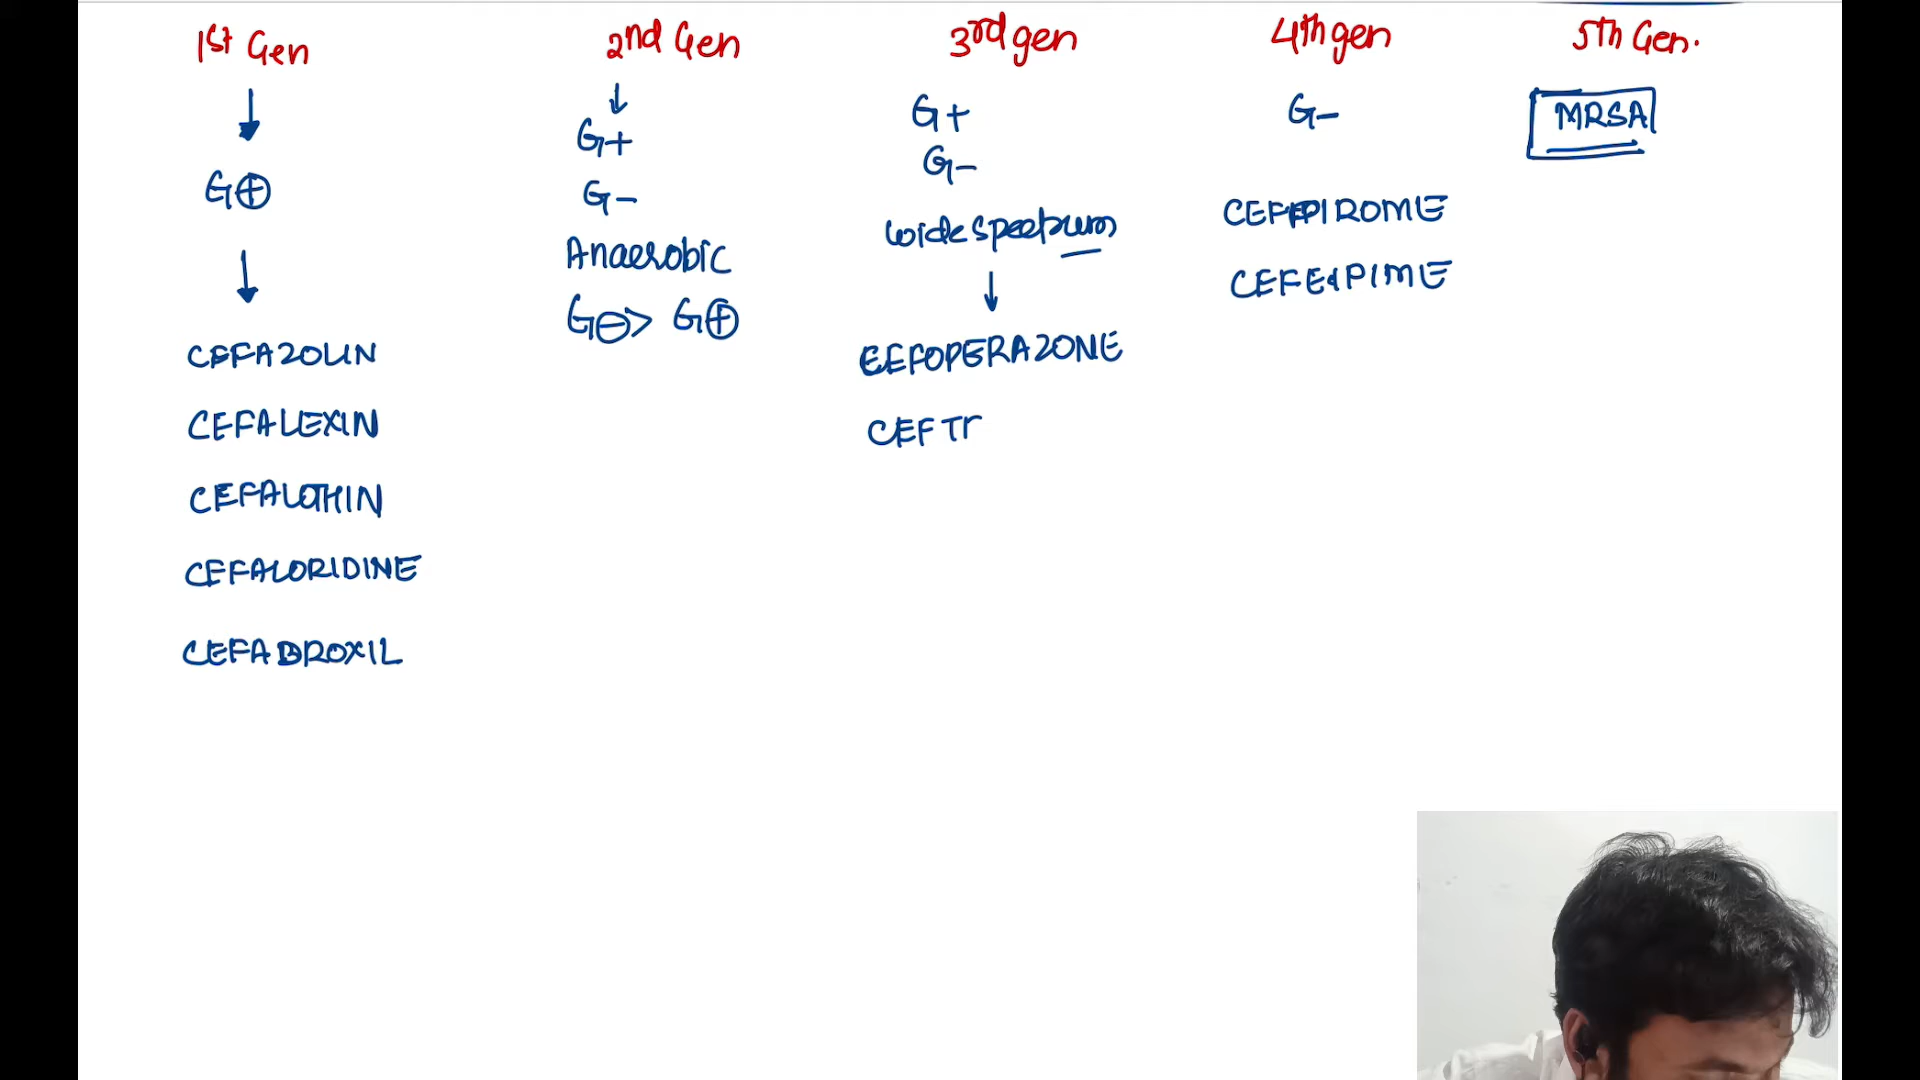 1st Gen
G⊕
CEFAZOLIN
CEFALEXIN
CEFALOTHIN
CEFALORIDINE
CEFADROXIL
2nd Gen
G+
G-
Anaerobic
G⊖> G⊕
3rd gen
G+
G-
wide spectrum
CEFOPERAZONE
CEFTr
4th gen
G-
CEFPIROME
CEFEPIME
5th Gen.
MRSA